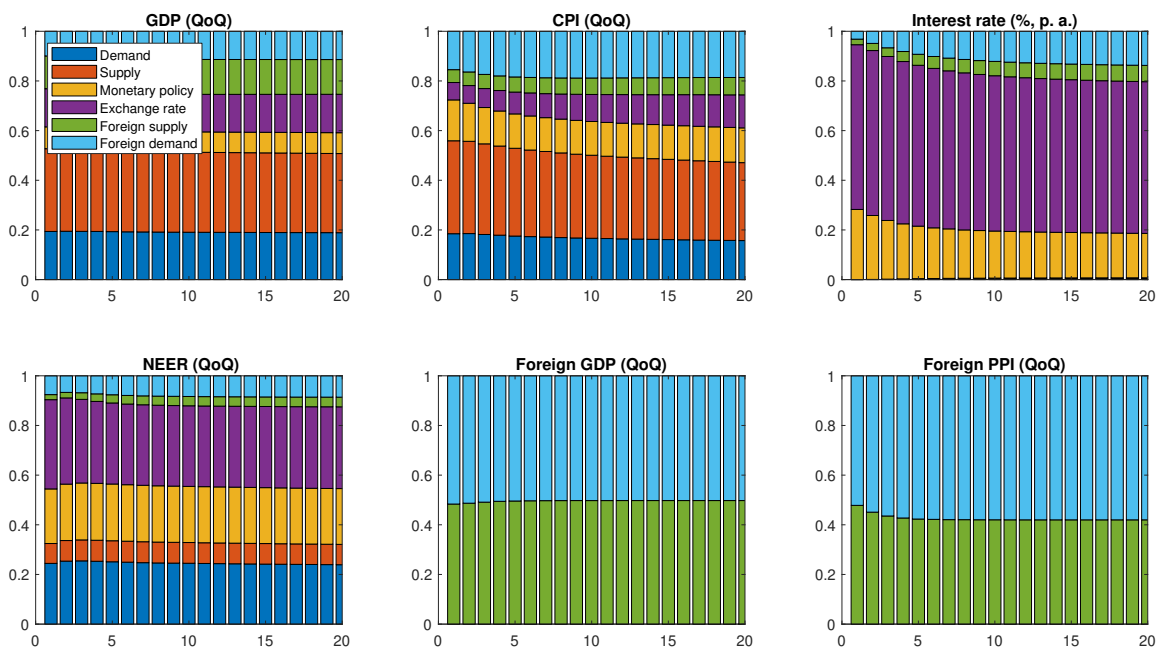 GDP (QoQ)
1
0.8
0.6
0.4
0.2
0
0 5 10 15 20
Demand
Supply
Monetary policy
Exchange rate
Foreign supply
Foreign demand
CPI (QoQ)
1
0.8
0.6
0.4
0.2
0
0 5 10 15 20
Interest rate (%, p. a.)
1
0.8
0.6
0.4
0.2
0
0 5 10 15 20
NEER (QoQ)
1
0.8
0.6
0.4
0.2
0
0 5 10 15 20
Foreign GDP (QoQ)
1
0.8
0.6
0.4
0.2
0
0 5 10 15 20
Foreign PPI (QoQ)
1
0.8
0.6
0.4
0.2
0
0 5 10 15 20